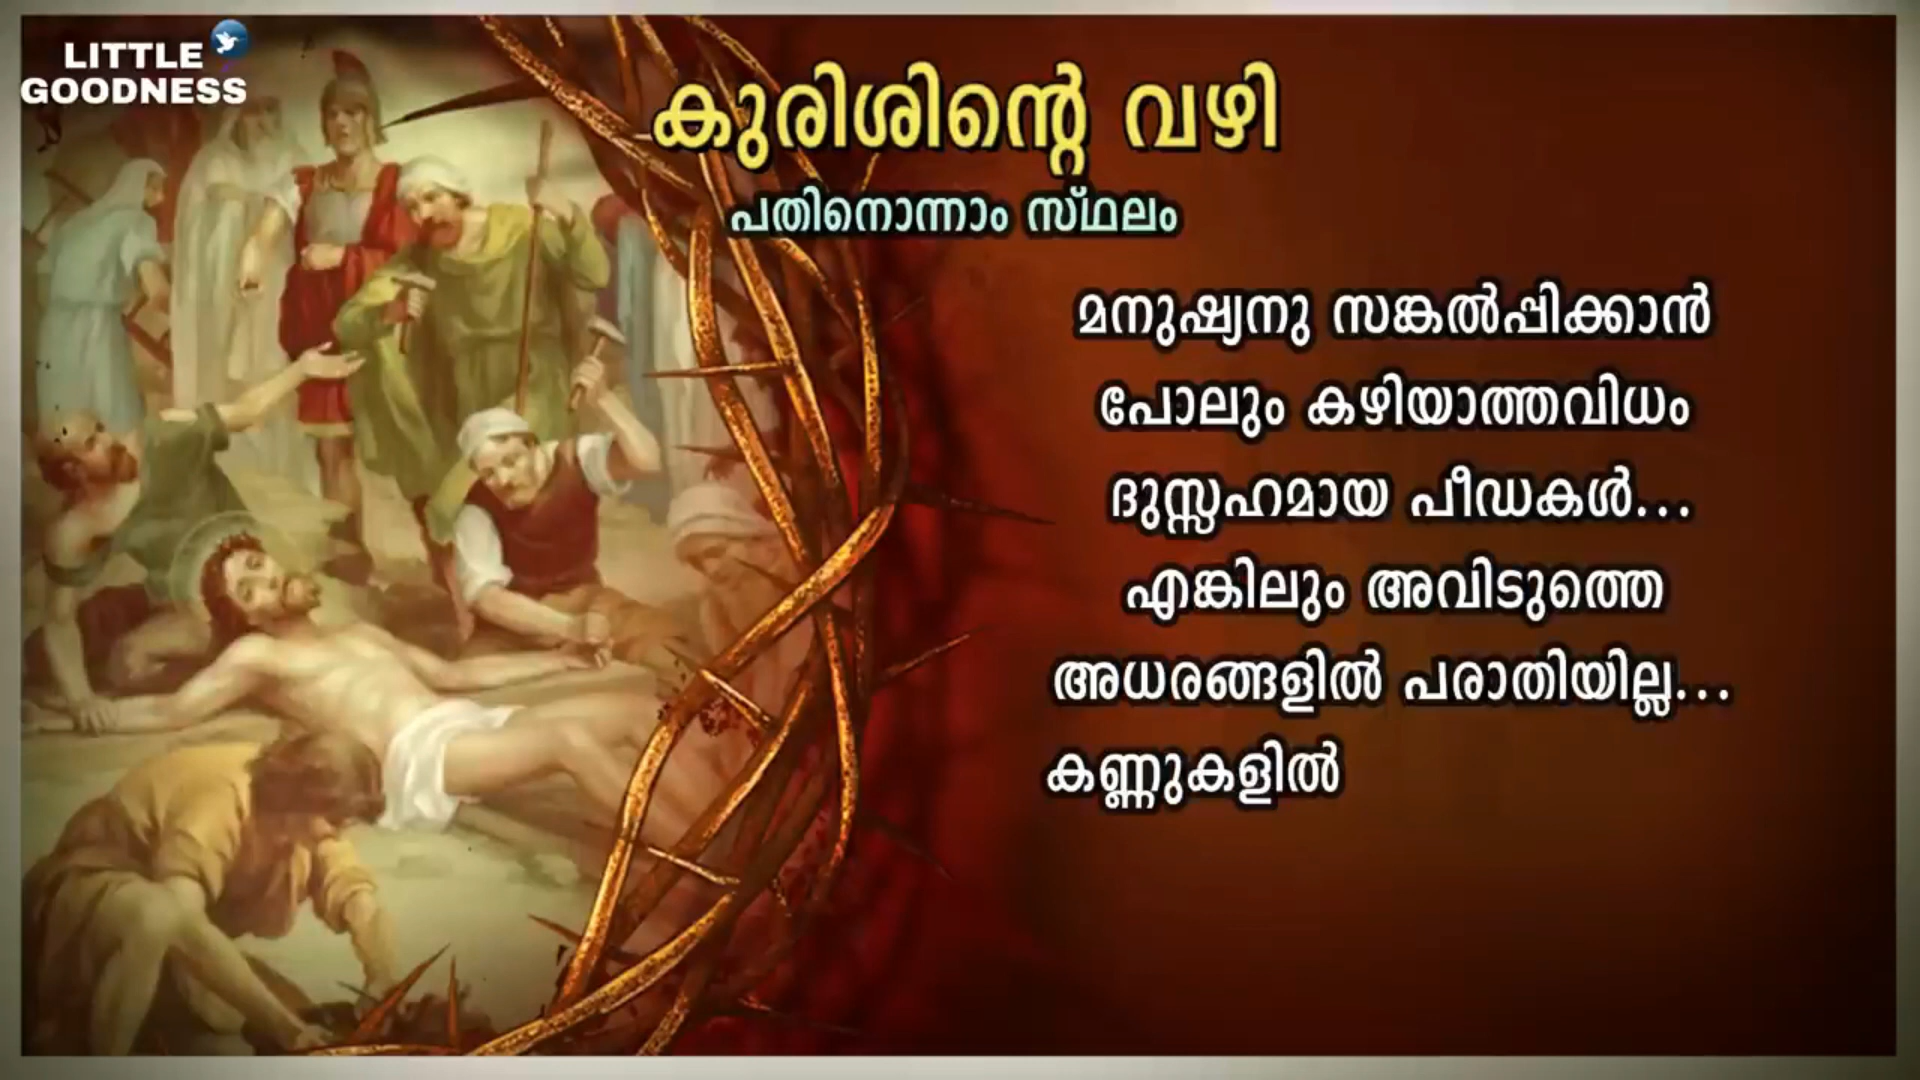 LITTLE
GOODNESS
കുരിശിന്റെ വഴി
പതിനൊന്നാം സ്ഥലം
മനുഷ്യനു സങ്കൽപ്പിക്കാൻ
പോലും കഴിയാത്തവിധം
ദുസ്സഹമായ പീഡകൾ...
എങ്കിലും അവിടുത്തെ
അധരങ്ങളിൽ പരാതിയില്ല...
കണ്ണുകളിൽ